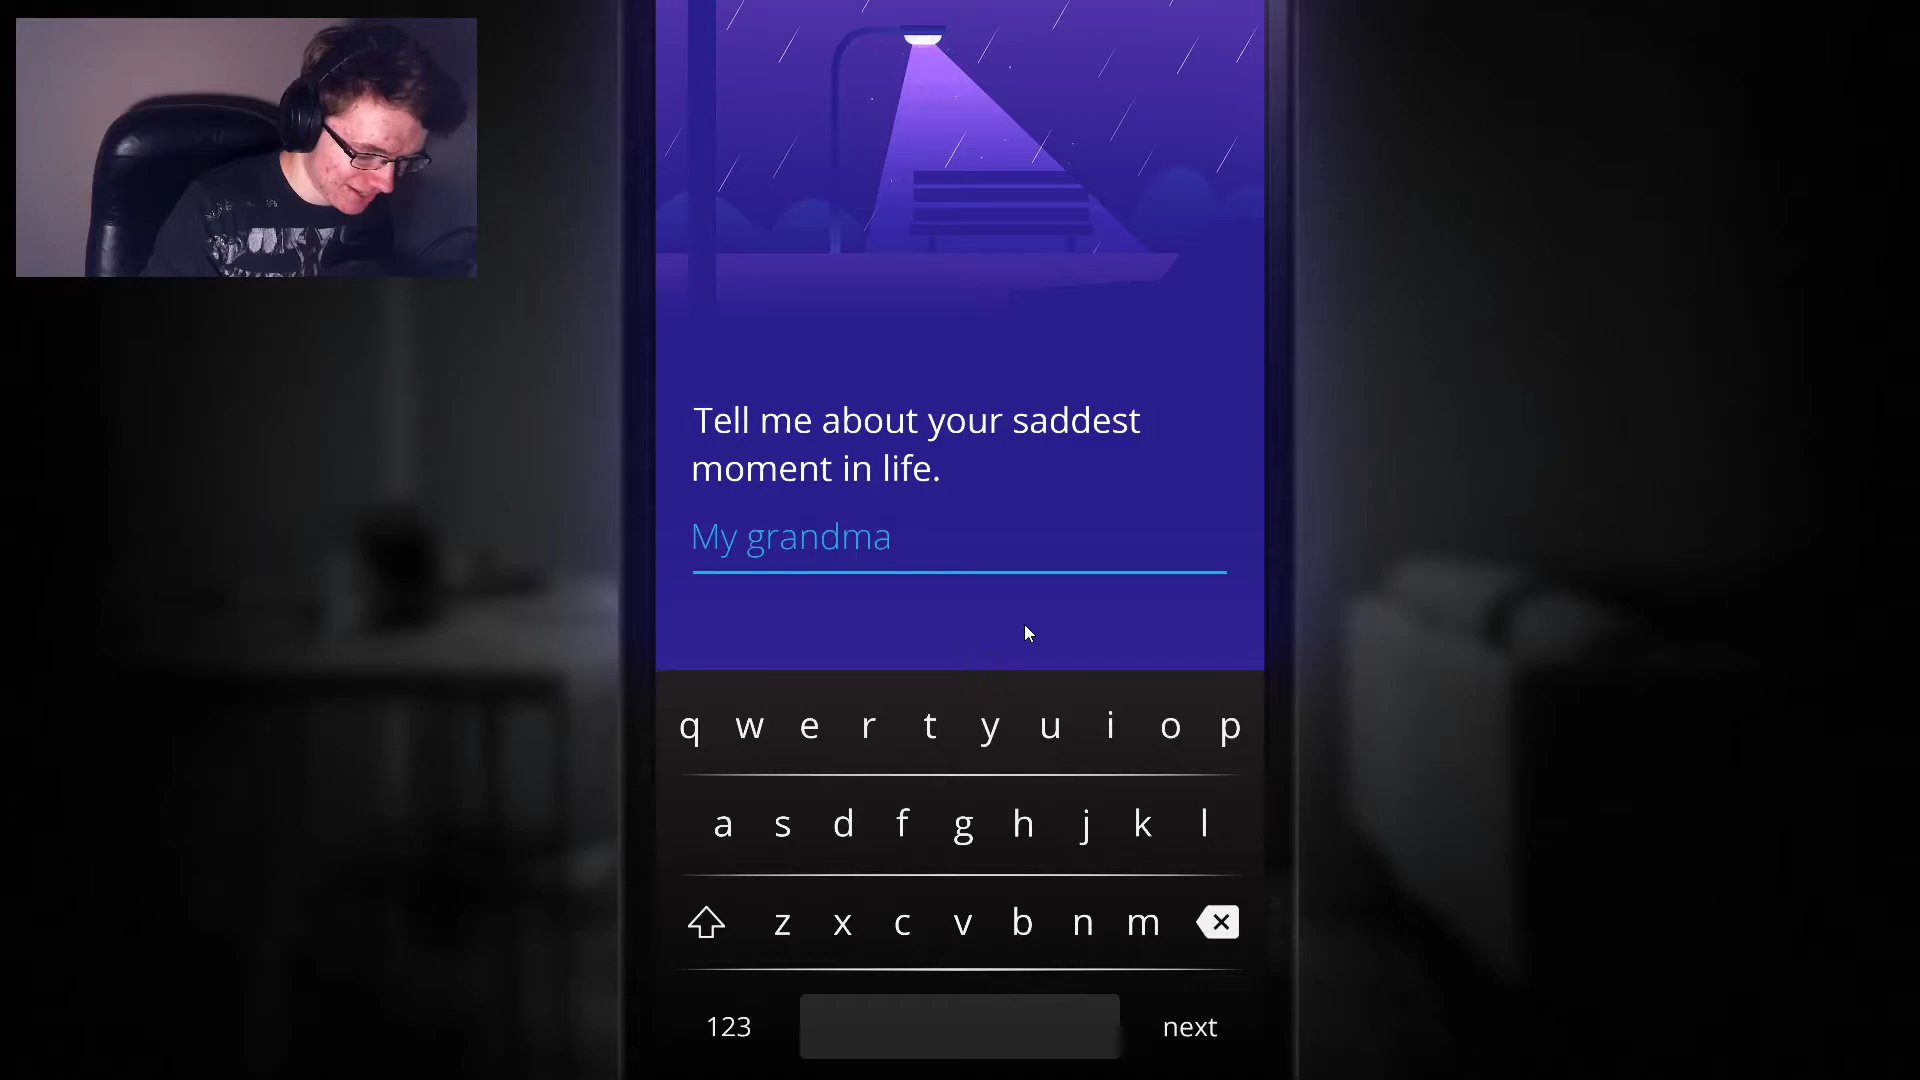 Tell me about your saddest
moment in life.
My grandma
q w e r t y u i o p
a s d f g h j k l
z x c v b n m
123 next